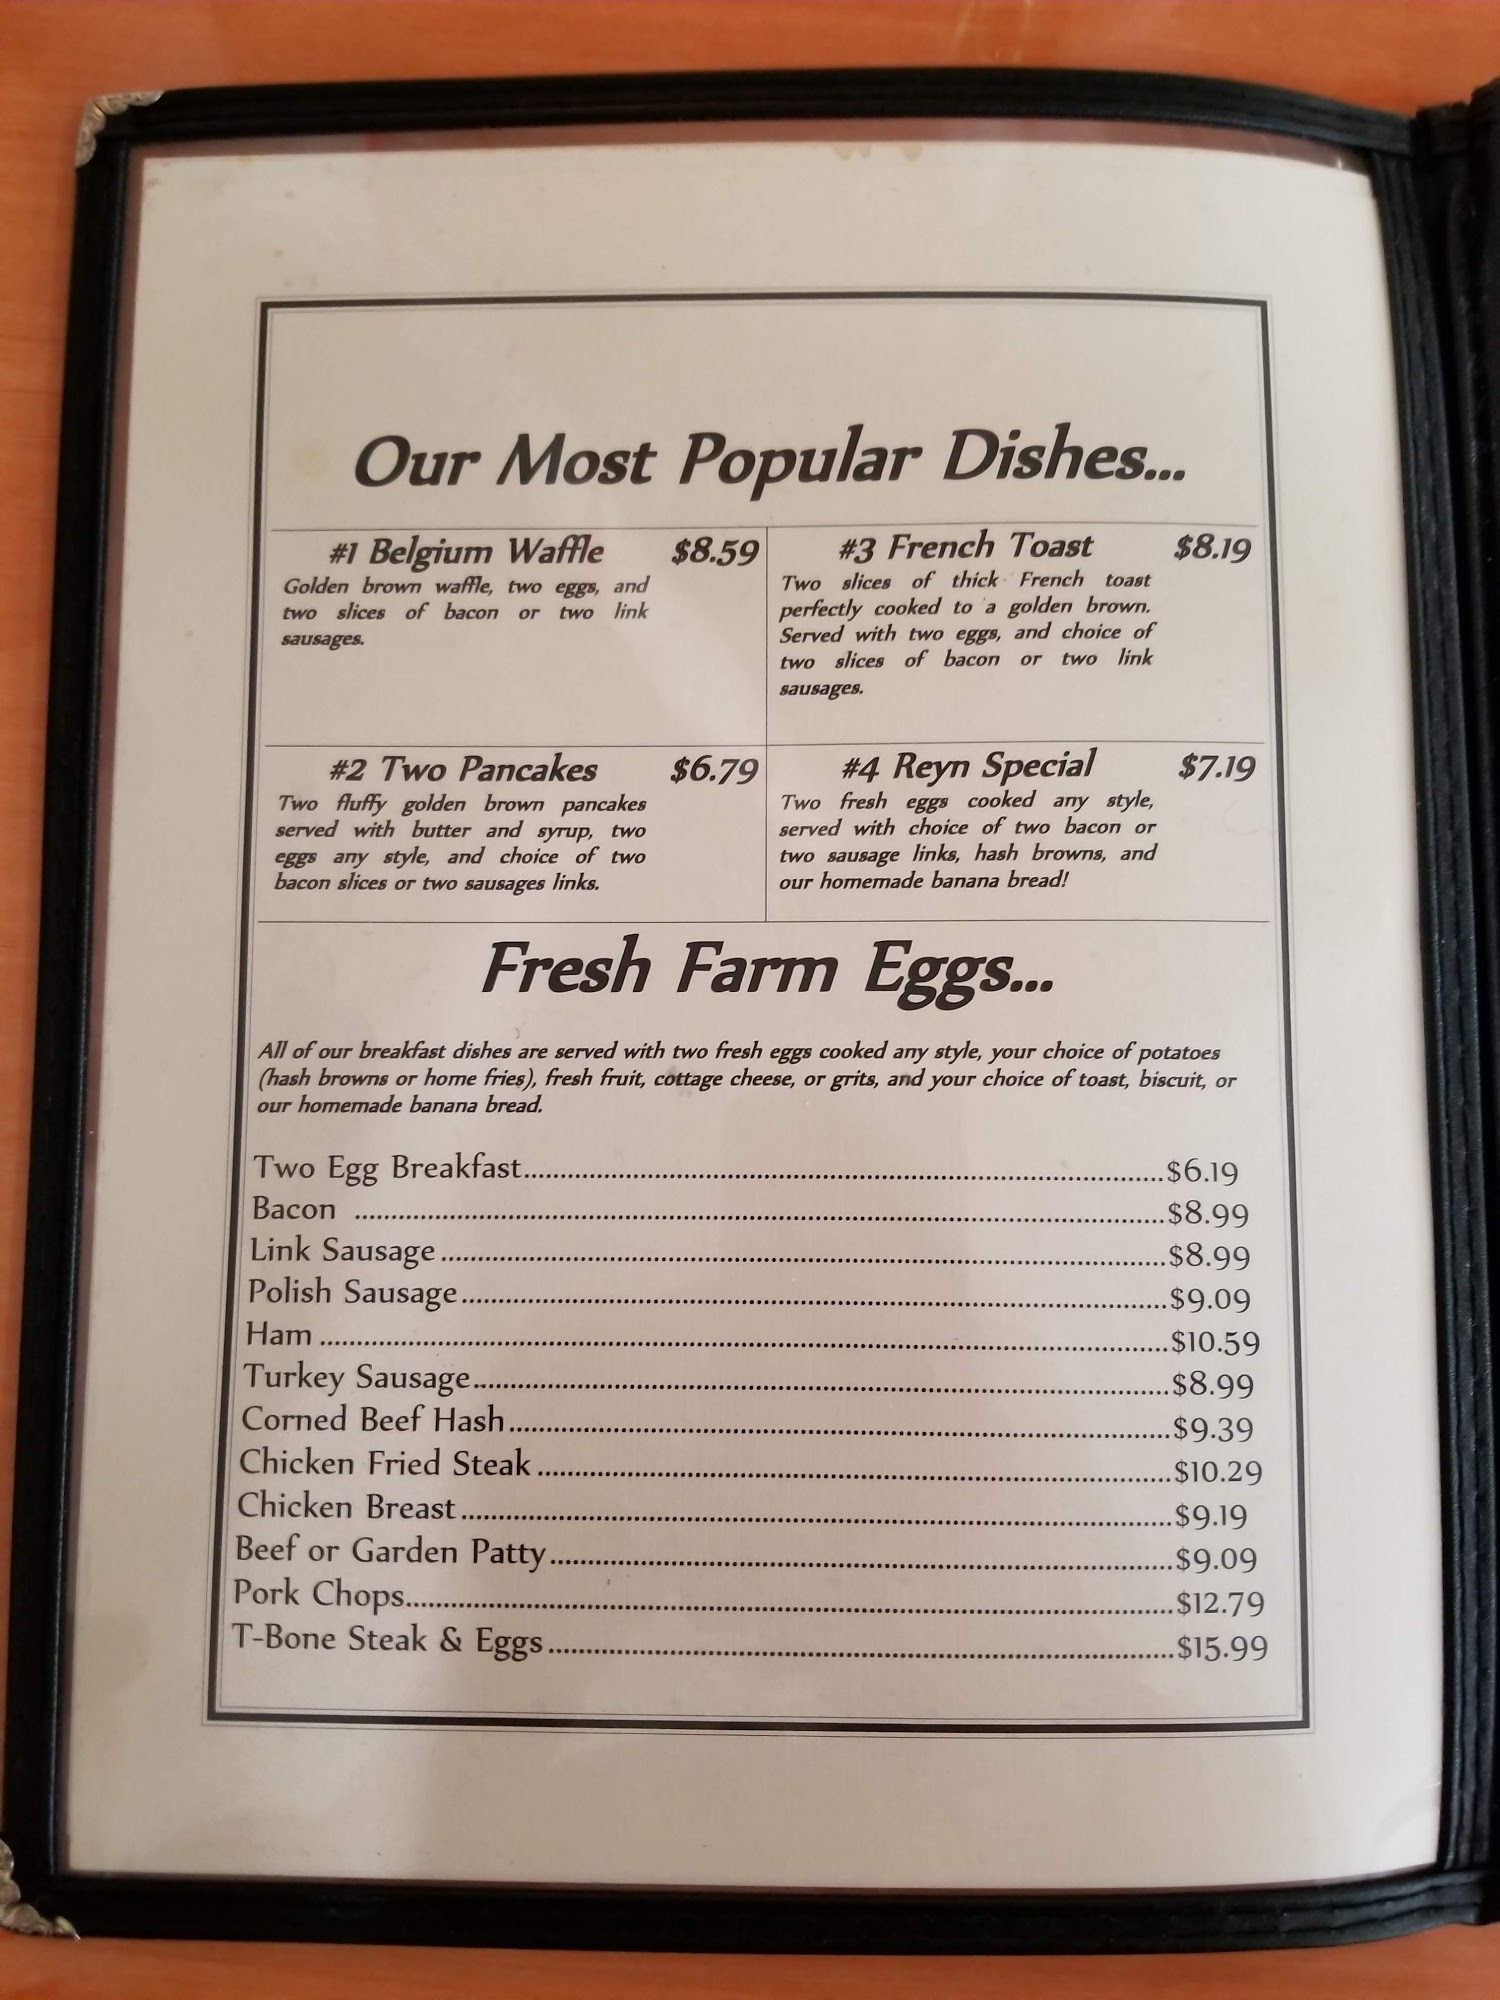 Our Most Popular Dishes...
#1 Belgium Waffle $8.59
Golden brown waffle, two eggs, and
two slices of bacon or two link
sausages.
#3 French Toast $8.19
Two slices of thick French toast
perfectly cooked to a golden brown.
Served with two eggs, and choice of
two slices of bacon or two link
sausages.
#2 Two Pancakes $6.79
Two fluffy golden brown pancakes
served with butter and syrup, two
eggs any style, and choice of two
bacon slices or two sausages links.
#4 Reyn Special $7.19
Two fresh eggs cooked any style,
served with choice of two bacon or
two sausage links, hash browns, and
our homemade banana bread!
Fresh Farm Eggs...
All of our breakfast dishes are served with two fresh eggs cooked any style, your choice of potatoes
(hash browns or home fries), fresh fruit, cottage cheese, or grits, and your choice of toast, biscuit, or
our homemade banana bread.
Two Egg Breakfast $6.19
Bacon $8.99
Link Sausage $8.99
Polish Sausage $9.09
Ham $10.59
Turkey Sausage $8.99
Corned Beef Hash $9.39
Chicken Fried Steak $10.29
Chicken Breast $9.19
Beef or Garden Patty $9.09
Pork Chops $12.79
T-Bone Steak & Eggs $15.99